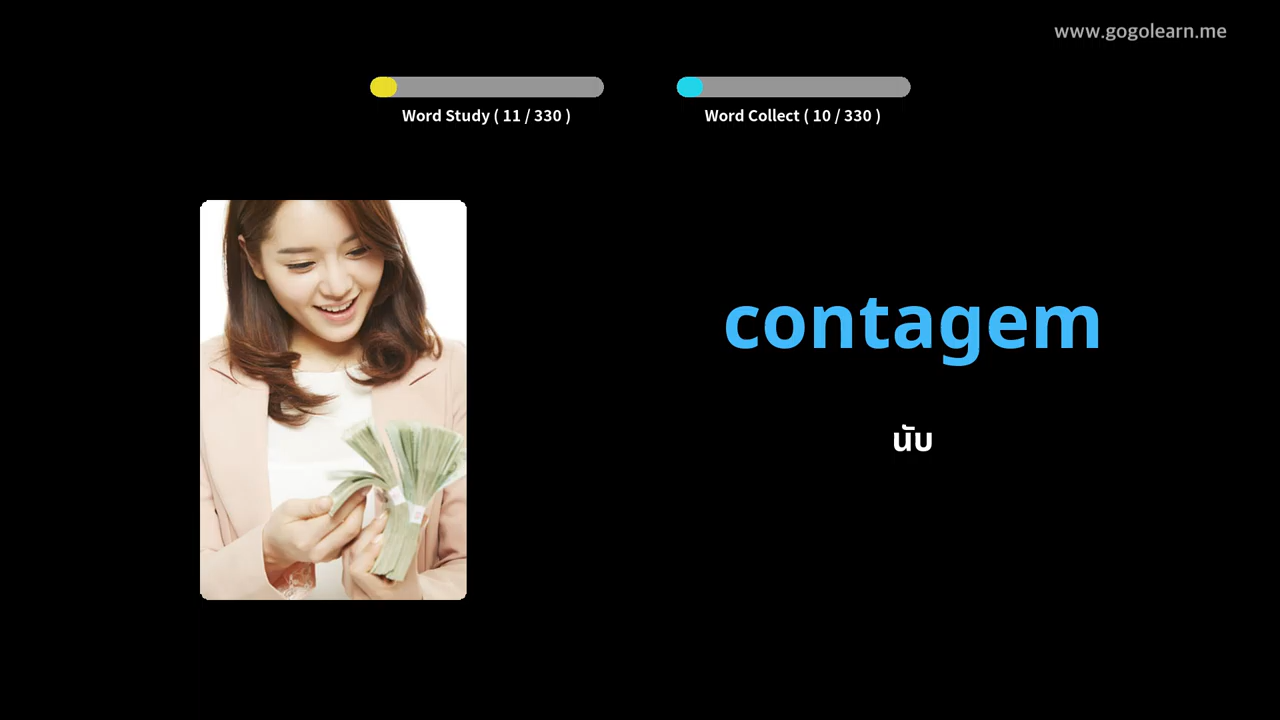 www.gogolearn.me
Word Study ( 11 / 330 )
Word Collect ( 10 / 330 )
contagem
นับ